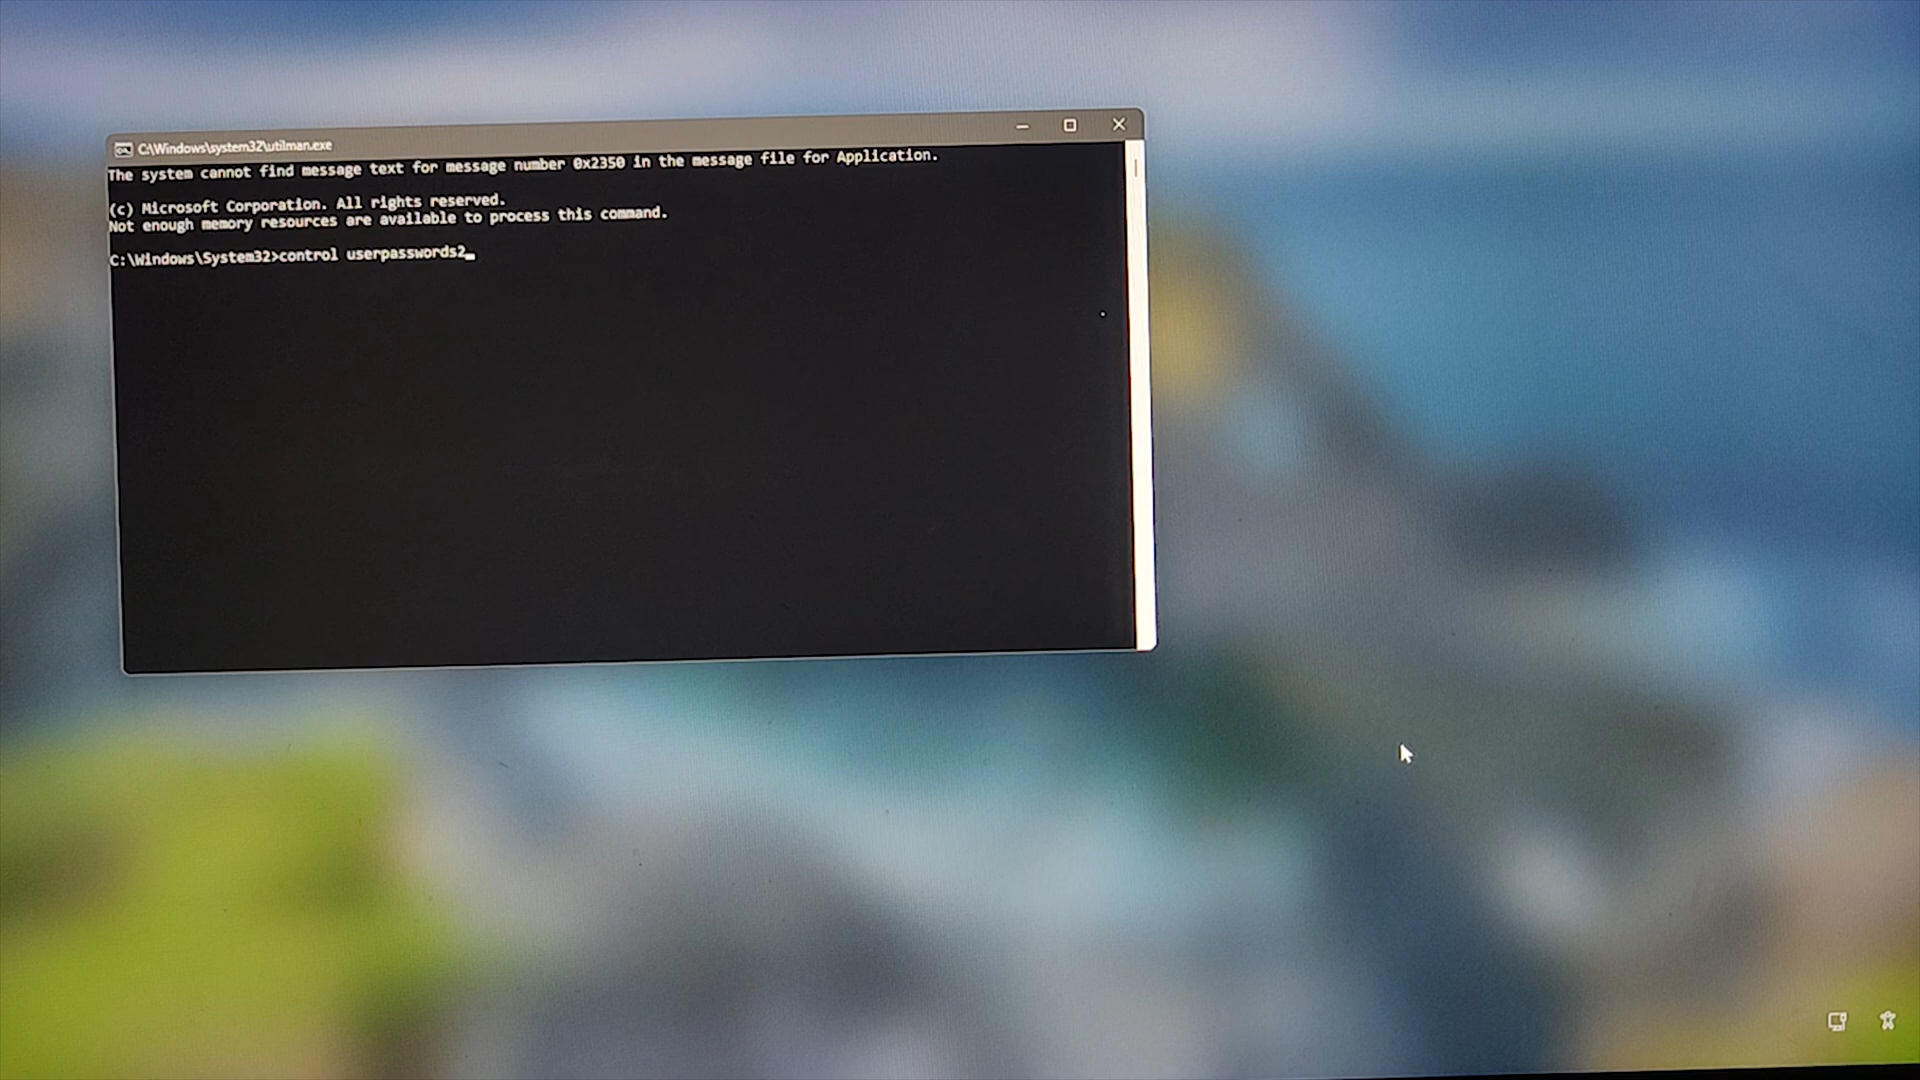 C:\Windows\system32\utilman.exe
The system cannot find message text for message number 0x2350 in the message file for Application.
(c) Microsoft Corporation. All rights reserved.
Not enough memory resources are available to process this command.
C:\Windows\System32>control userpasswords2_